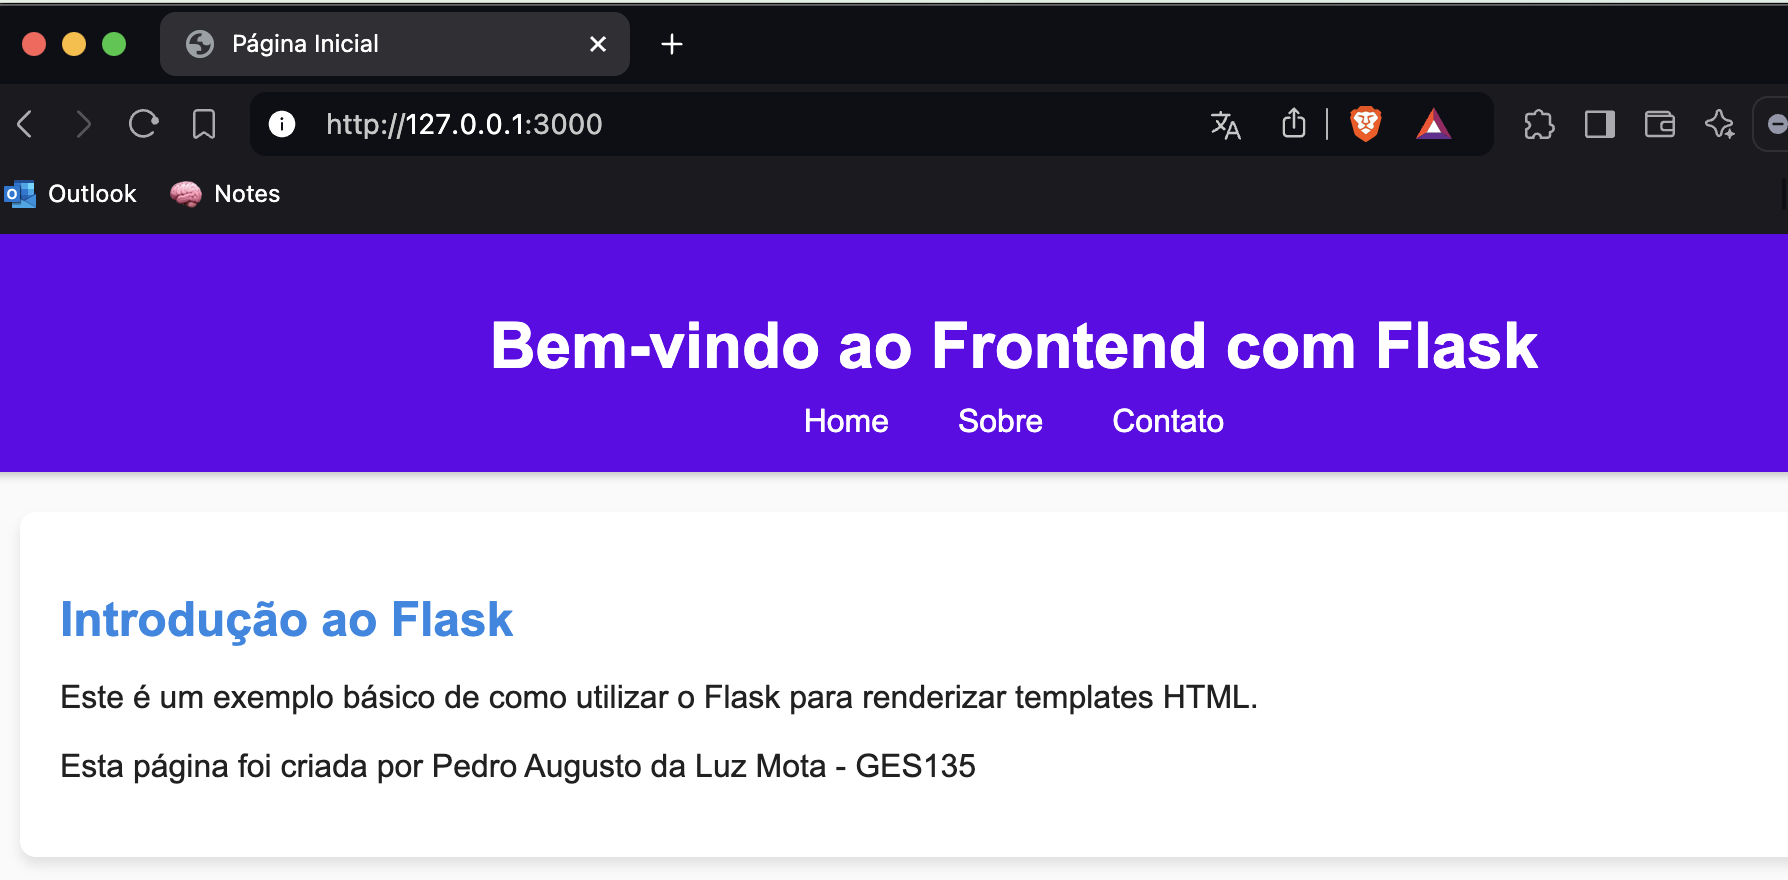 Página Inicial
http://127.0.0.1:3000
Outlook
Notes
Bem-vindo ao Frontend com Flask
Home Sobre Contato
Introdução ao Flask
Este é um exemplo básico de como utilizar o Flask para renderizar templates HTML.
Esta página foi criada por Pedro Augusto da Luz Mota - GES135